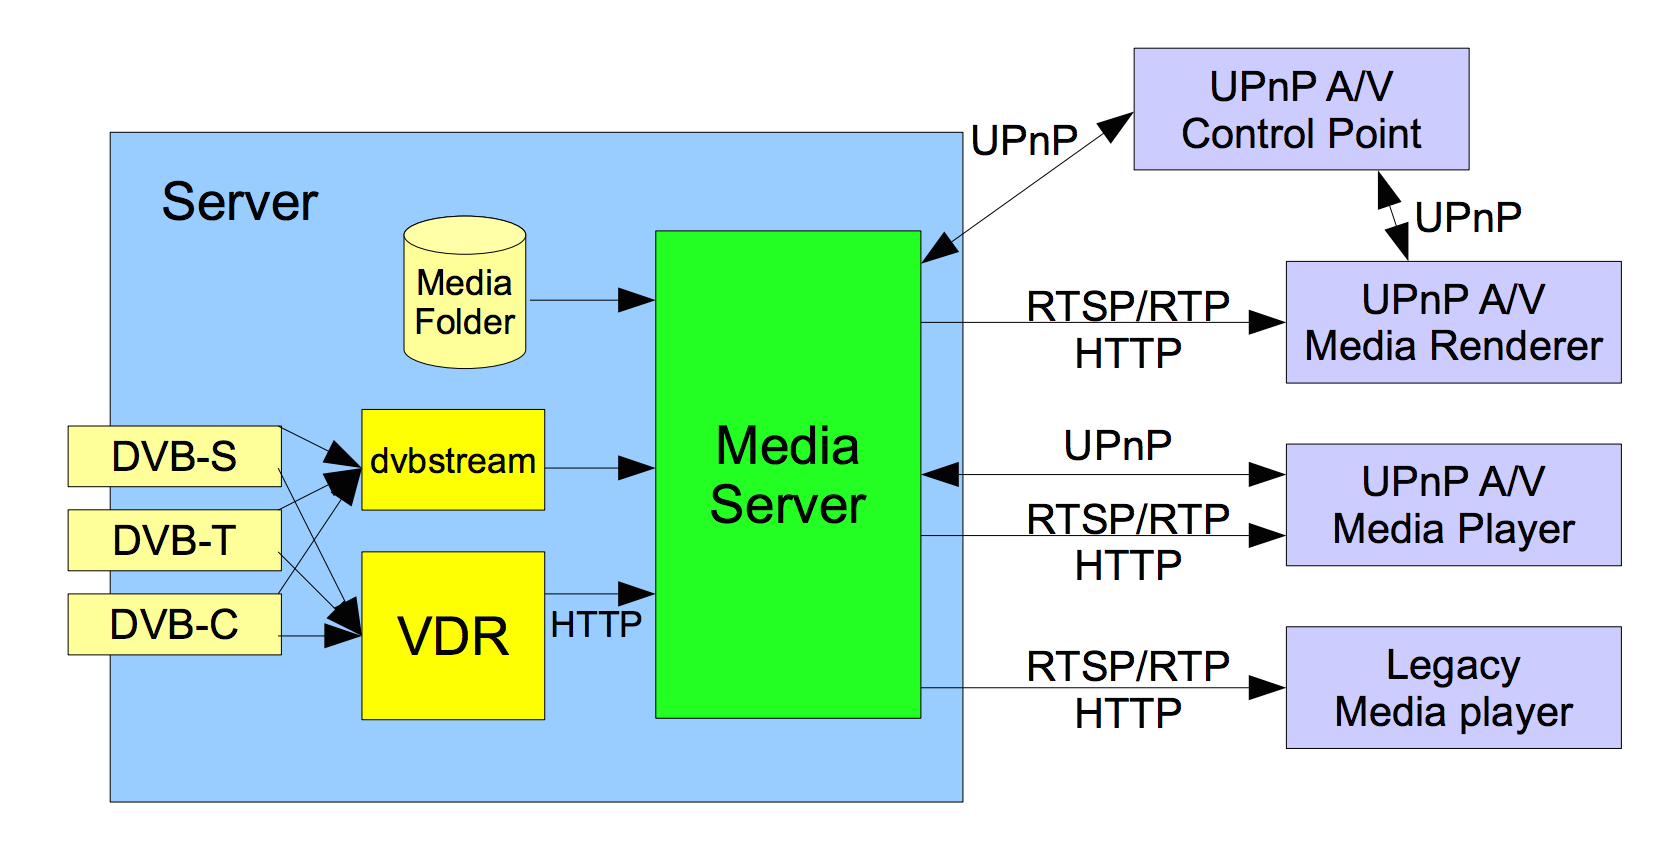 UPnP A/V
Control Point
UPnP
Server
UPnP
Media
Folder
RTSP/RTP
HTTP
UPnP A/V
Media Renderer
DVB-S
dvbstream
Media
Server
UPnP
UPnP A/V
Media Player
DVB-T
RTSP/RTP
HTTP
DVB-C
VDR
HTTP
RTSP/RTP
HTTP
Legacy
Media player